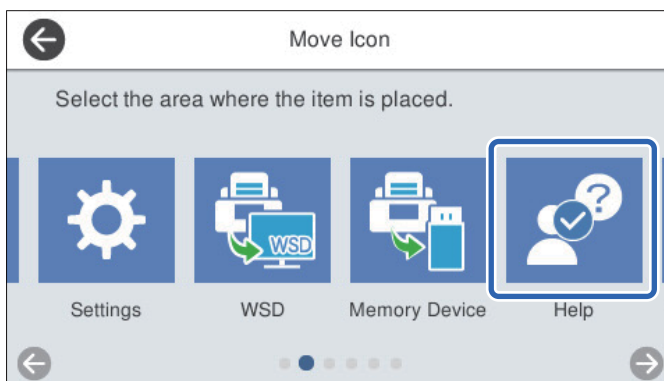 Move Icon
Select the area where the item is placed.
WSD
?
Settings
WSD
Memory Device
Help